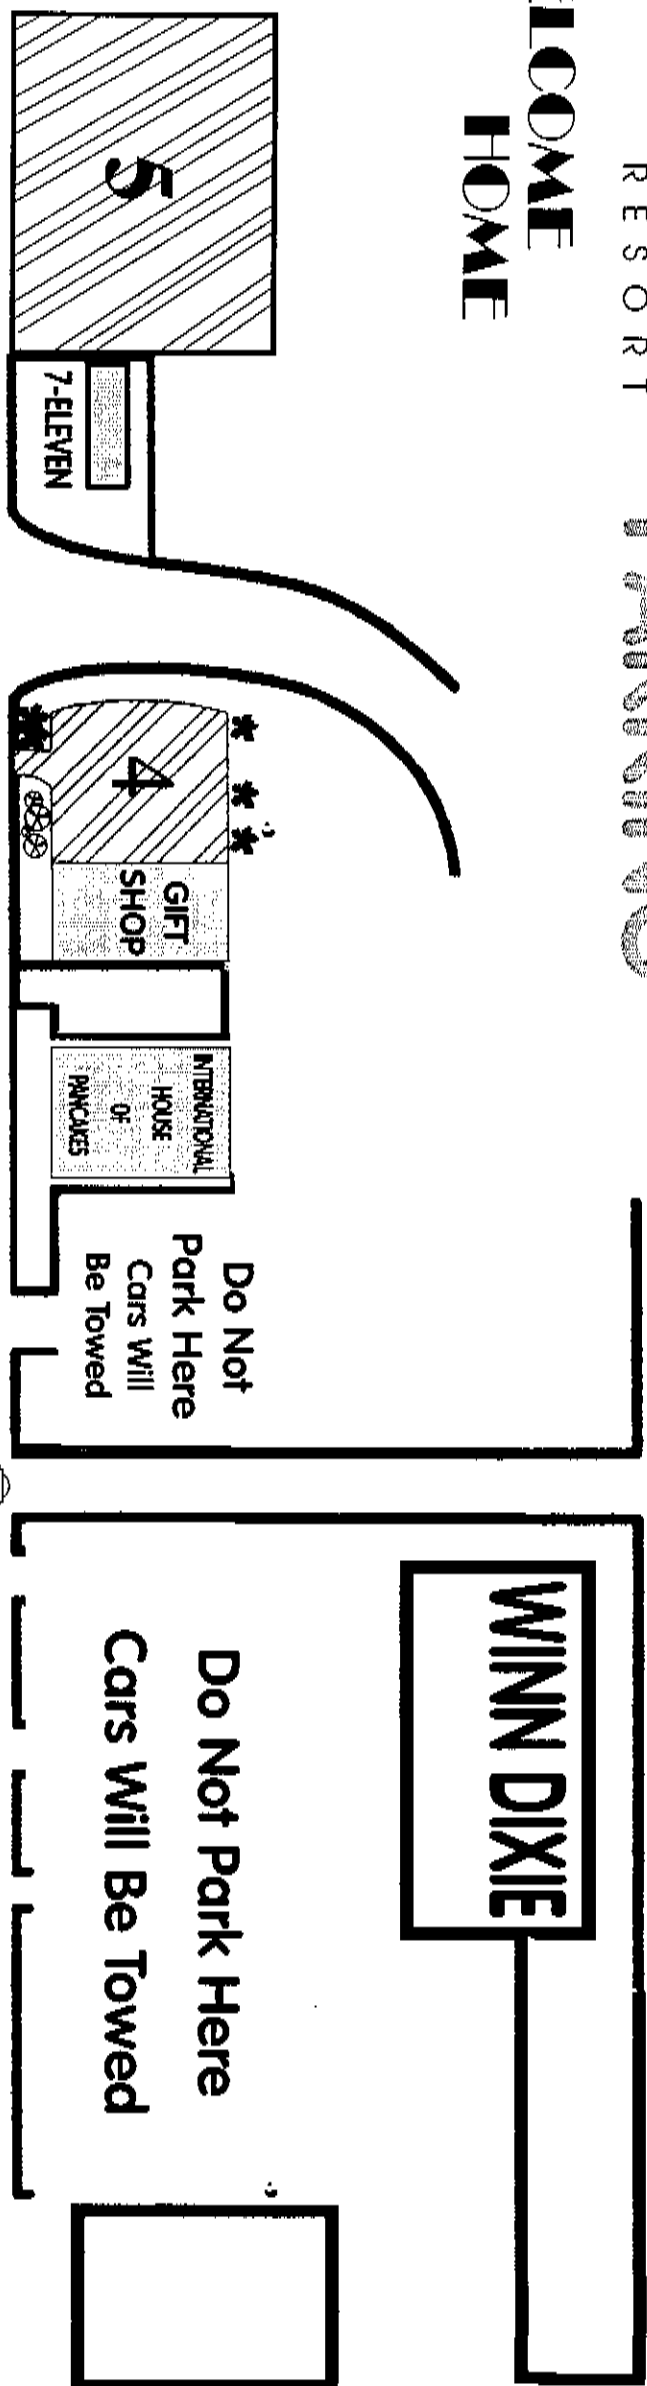 RESORT
ELCOME
HOME
5
7-ELEVEN
4
GIFT
SHOP
INTERNATIONAL
HOUSE
OF
PANCAKES
Do Not
Park Here
Cars Will
Be Towed
WINN DIXIE
Do Not Park Here
Cars Will Be Towed